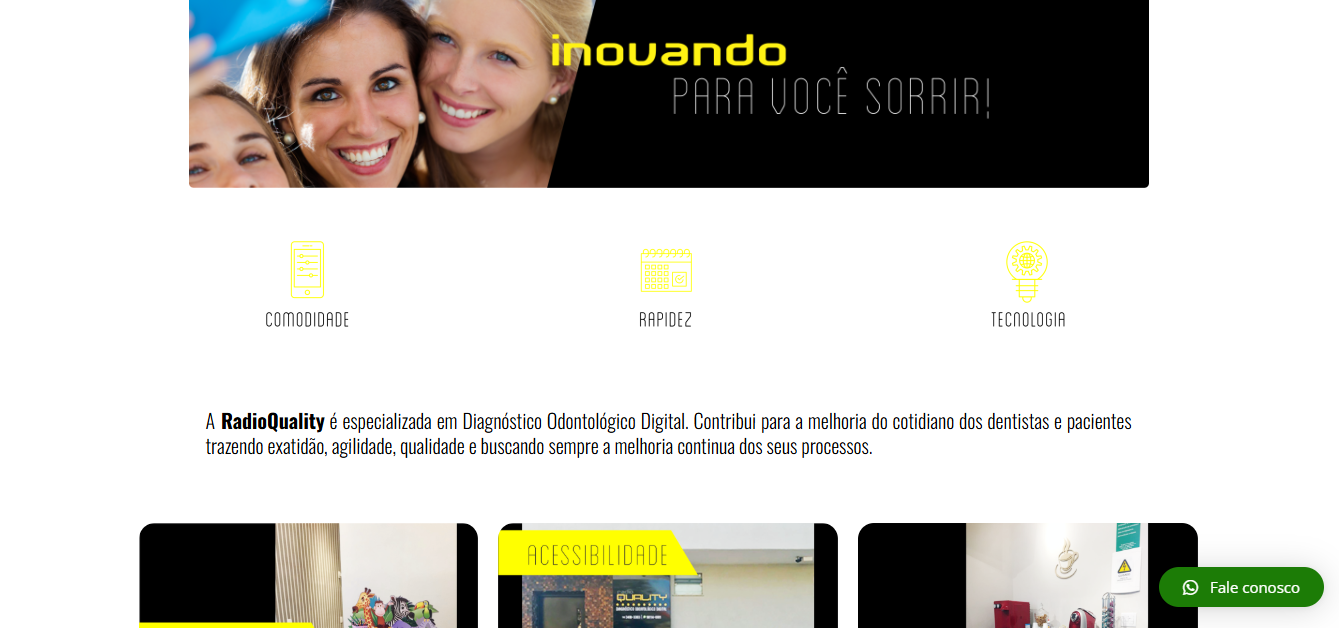 inovando
PARA VOCÊ SORRIR!
COMODIDADE
RAPIDEZ
TECNOLOGIA
A RadioQuality é especializada em Diagnóstico Odontológico Digital. Contribui para a melhoria do cotidiano dos dentistas e pacientes
trazendo exatidão, agilidade, qualidade e buscando sempre a melhoria continua dos seus processos.
ACESSIBILIDADE
QUALITY
Fale conosco